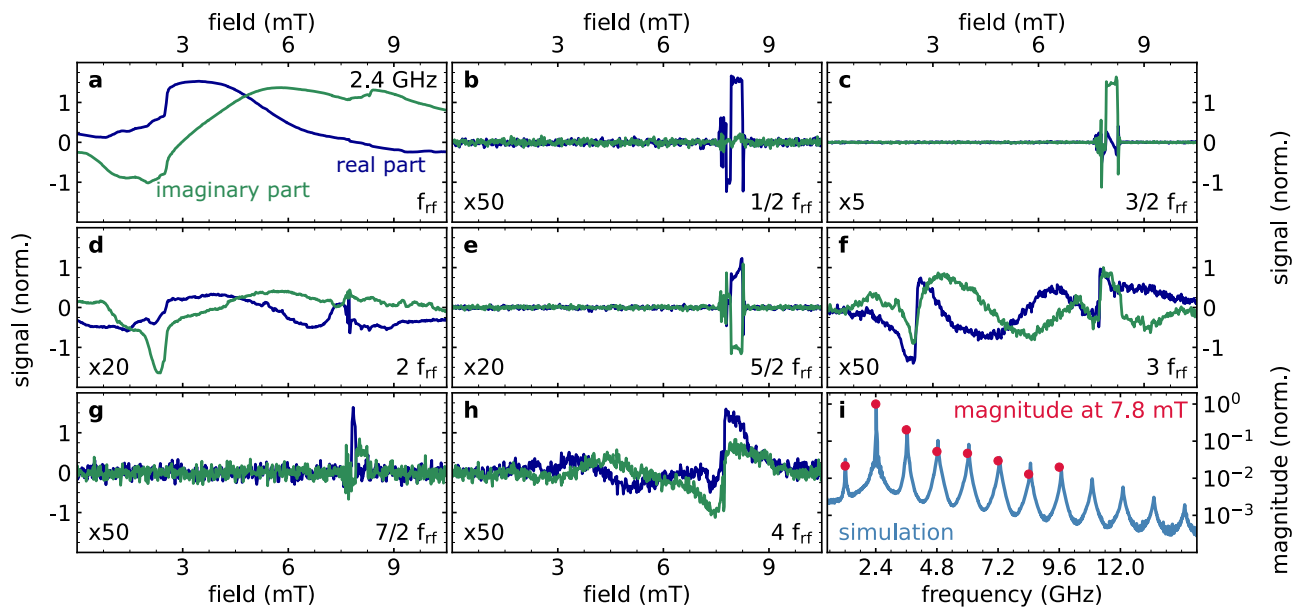 field (mT) field (mT) field (mT)
3 6 9 3 6 9 3 6 9
a 2.4 GHz b c
1 0 -1
real part
imaginary part
f_rf x50 1/2 f_rf x5 3/2 f_rf
1 0 -1
signal (norm.)
d e f
1 0 -1
x20 2 f_rf x20 5/2 f_rf x50 3 f_rf
1 0 -1
signal (norm.)
g h i magnitude at 7.8 mT
1 0 -1
x50 7/2 f_rf x50 4 f_rf simulation
10⁰
10⁻¹
10⁻²
10⁻³
magnitude (norm.)
3 6 9 3 6 9 2.4 4.8 7.2 9.6 12.0
field (mT) field (mT) frequency (GHz)